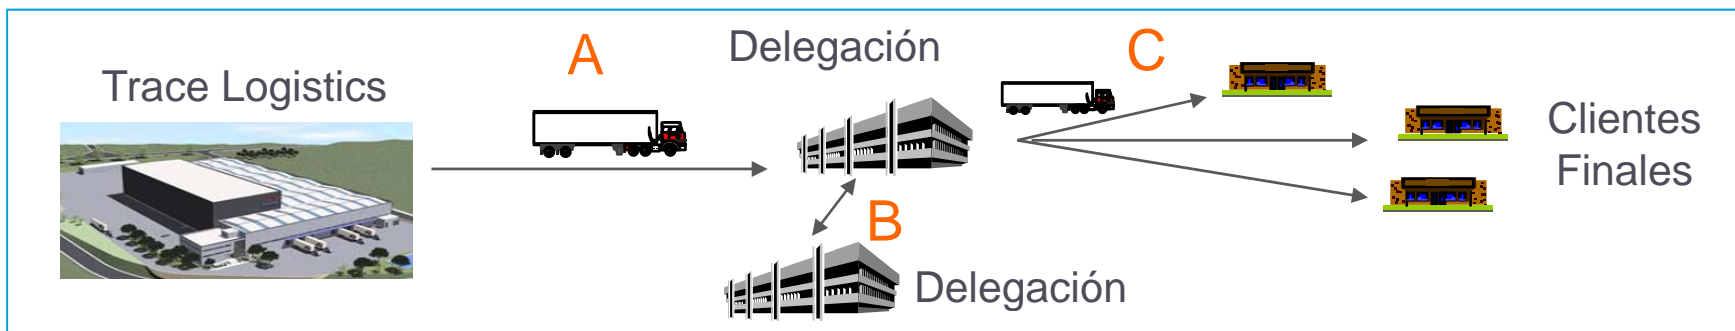 Trace Logistics
A
Delegación
C
Clientes
Finales
B
Delegación